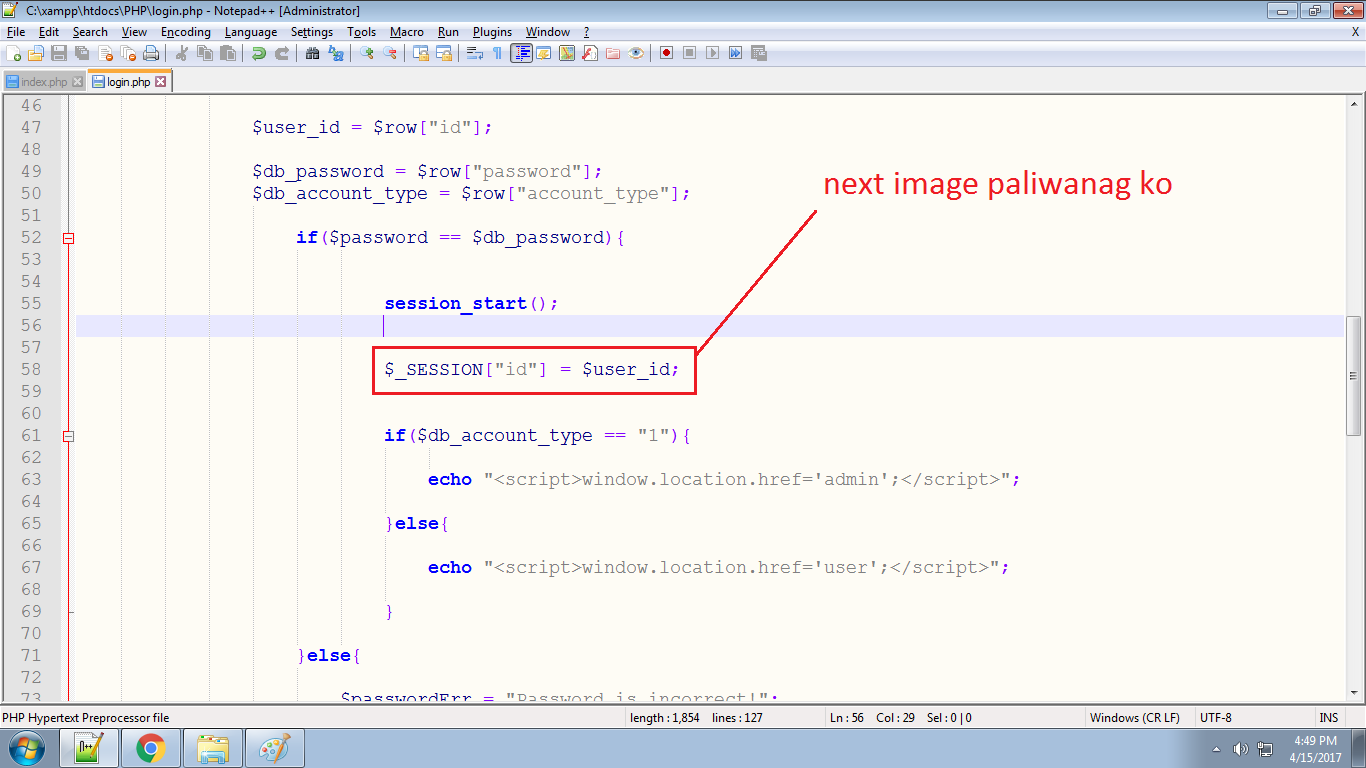 C:\xampp\htdocs\PHP\login.php - Notepad++ [Administrator]
File Edit Search View Encoding Language Settings Tools Macro Run Plugins Window ? X
index.php login.php
46
47 $user_id = $row["id"];
48
49 $db_password = $row["password"];
50 $db_account_type = $row["account_type"];
next image paliwanag ko
51
52 if($password == $db_password){
53
54
55 session_start();
56
57
58 $_SESSION["id"] = $user_id;
59
60
61 if($db_account_type == "1"){
62
63 echo "<script>window.location.href='admin';</script>";
64
65 }else{
66
67 echo "<script>window.location.href='user';</script>";
68
69 }
70
71 }else{
72
73 $passwordErr = "Password is incorrect!";
PHP Hypertext Preprocessor file length : 1,854 lines : 127 Ln : 56 Col : 29 Sel : 0 | 0 Windows (CR LF) UTF-8 INS
4:49 PM
4/15/2017